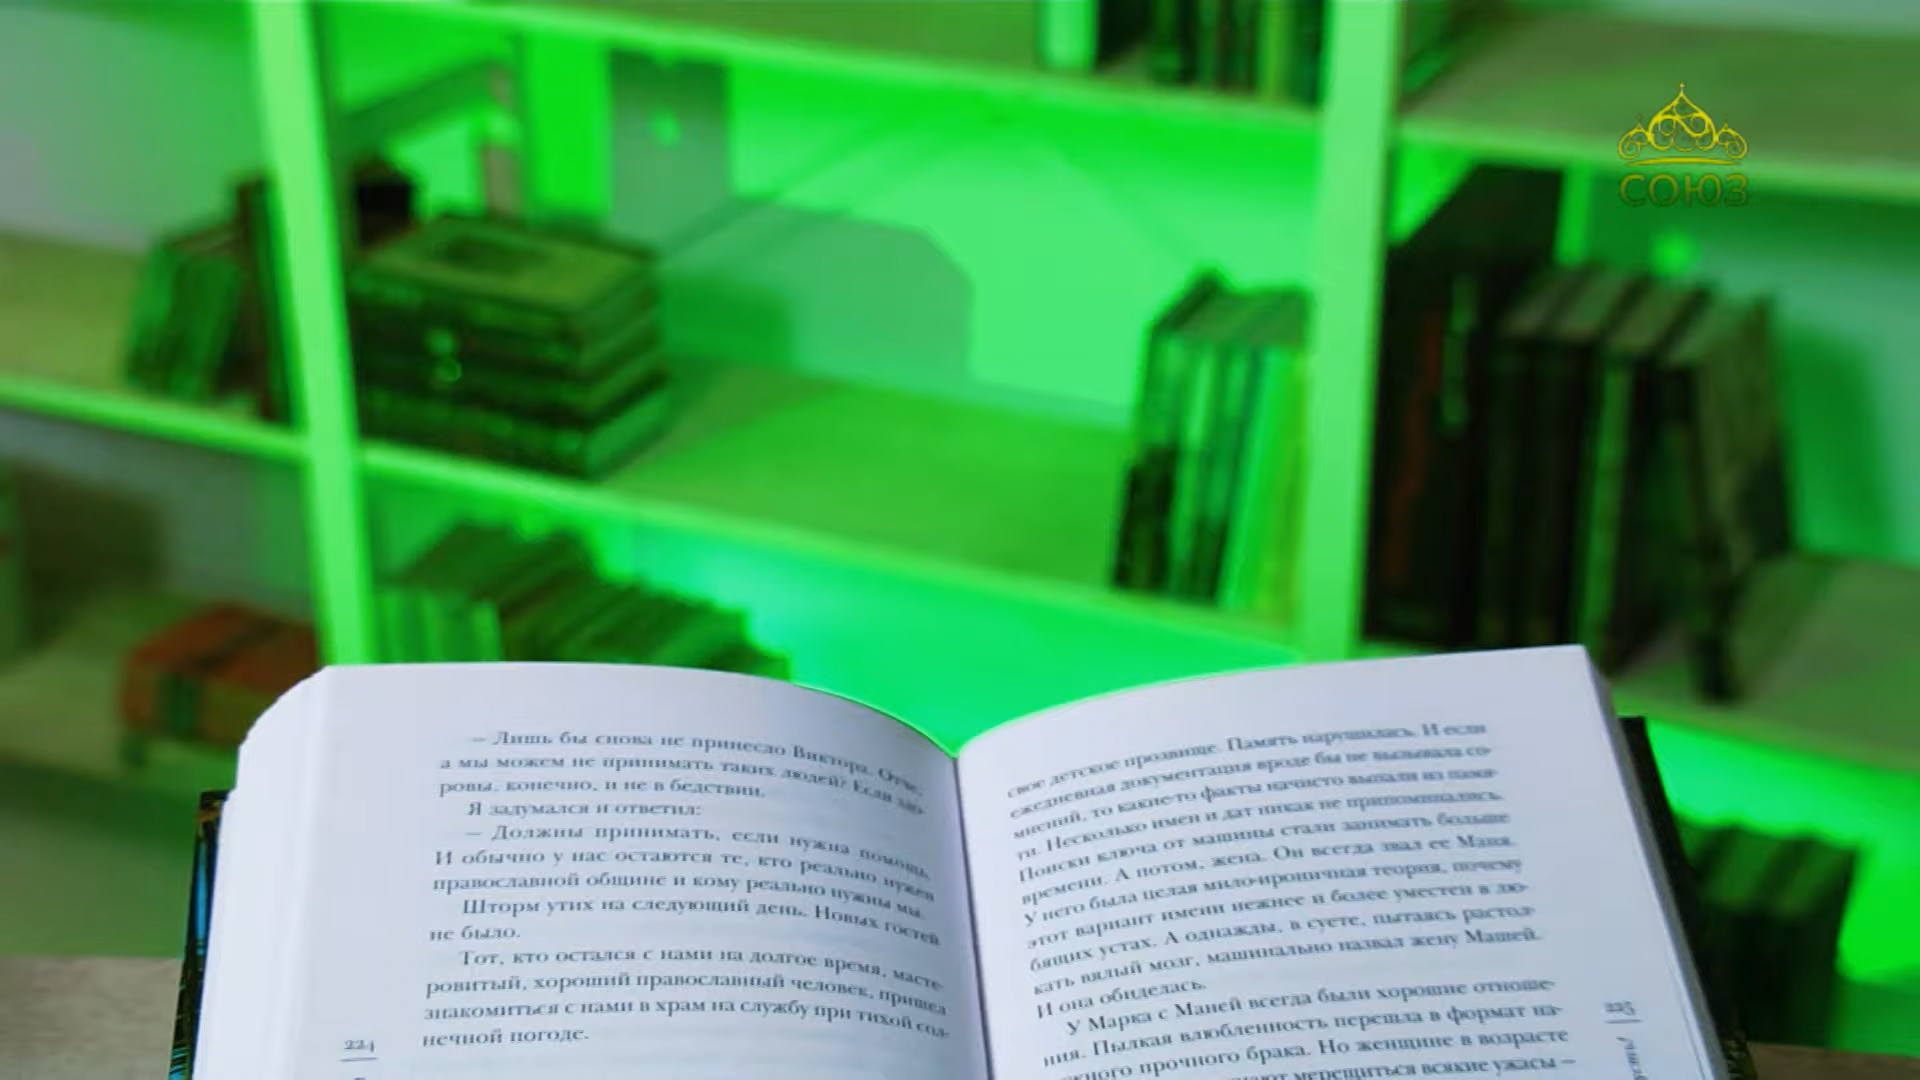 СОЮЗ
– Лишь бы снова не принесло Виктора. Отче,
а мы можем не принимать таких людей? Если здо-
ровы, конечно, и не в бедствии.
Я задумался и ответил:
– Должны принимать, если нужна помощь.
И обычно у нас остаются те, кто реально нужен
православной общине и кому реально нужны мы.
Шторм утих на следующий день. Новых гостей
не было.
Тот, кто остался с нами на долгое время, масте-
ровитый, хороший православный человек, пришел
знакомиться с нами в храм на службу при тихой сол-
нечной погоде.
224
свое детское прозвище. Память нарушилась. И если
ежедневная документация вроде бы не вызывала со-
мнений, то какие-то факты начисто выпали из памя-
ти. Несколько имен и дат никак не припоминались.
Поиски ключа от машины стали занимать больше
времени. А потом, жена. Он всегда звал ее Маня.
У него была целая мило-ироничная теория, почему
этот вариант имени нежнее и более уместен в лю-
бящих устах. А однажды, в суете, пытаясь растол-
кать вялый мозг, машинально назвал жену Машей.
И она обиделась.
У Марка с Маней всегда были хорошие отноше-
ния. Пылкая влюбленность перешла в формат на-
прочного брака. Но женщине в возрасте
мерещиться всякие ужасы –
225